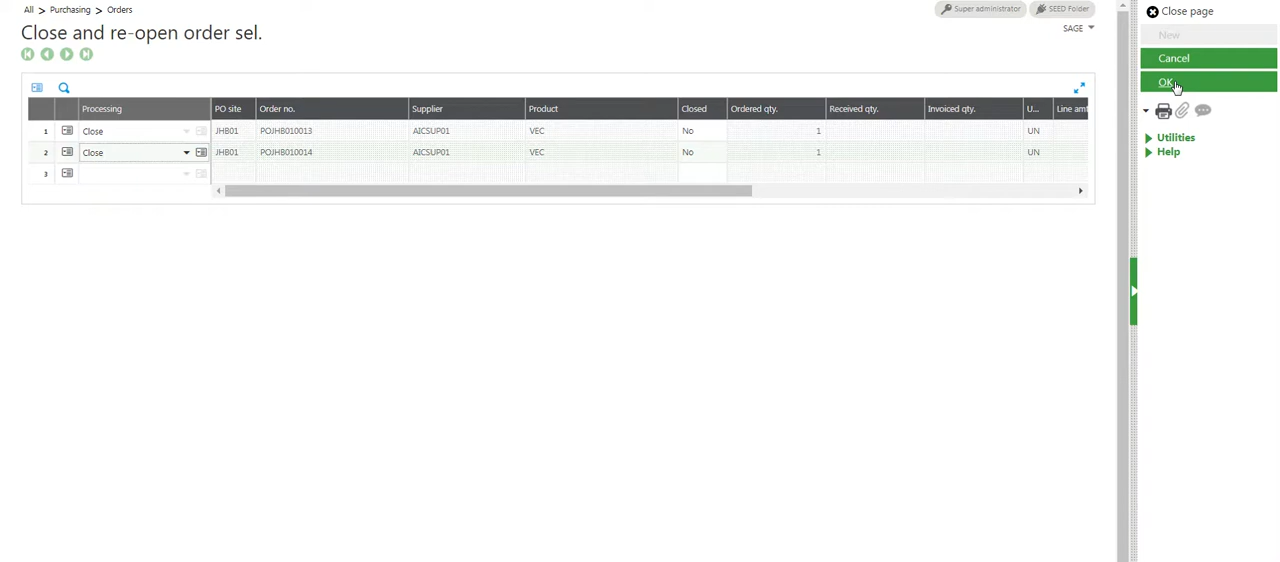 All > Purchasing > Orders
Super administrator
SEED Folder
Close and re-open order sel.
SAGE
Processing PO site Order no. Supplier Product Closed Ordered qty. Received qty. Invoiced qty. U... Line amt
1 Close JHB01 POJHB010013 AICSUP01 VEC No 1 UN
2 Close JHB01 POJHB010014 AICSUP01 VEC No 1 UN
3
Close page
New
Cancel
OK
Utilities
Help